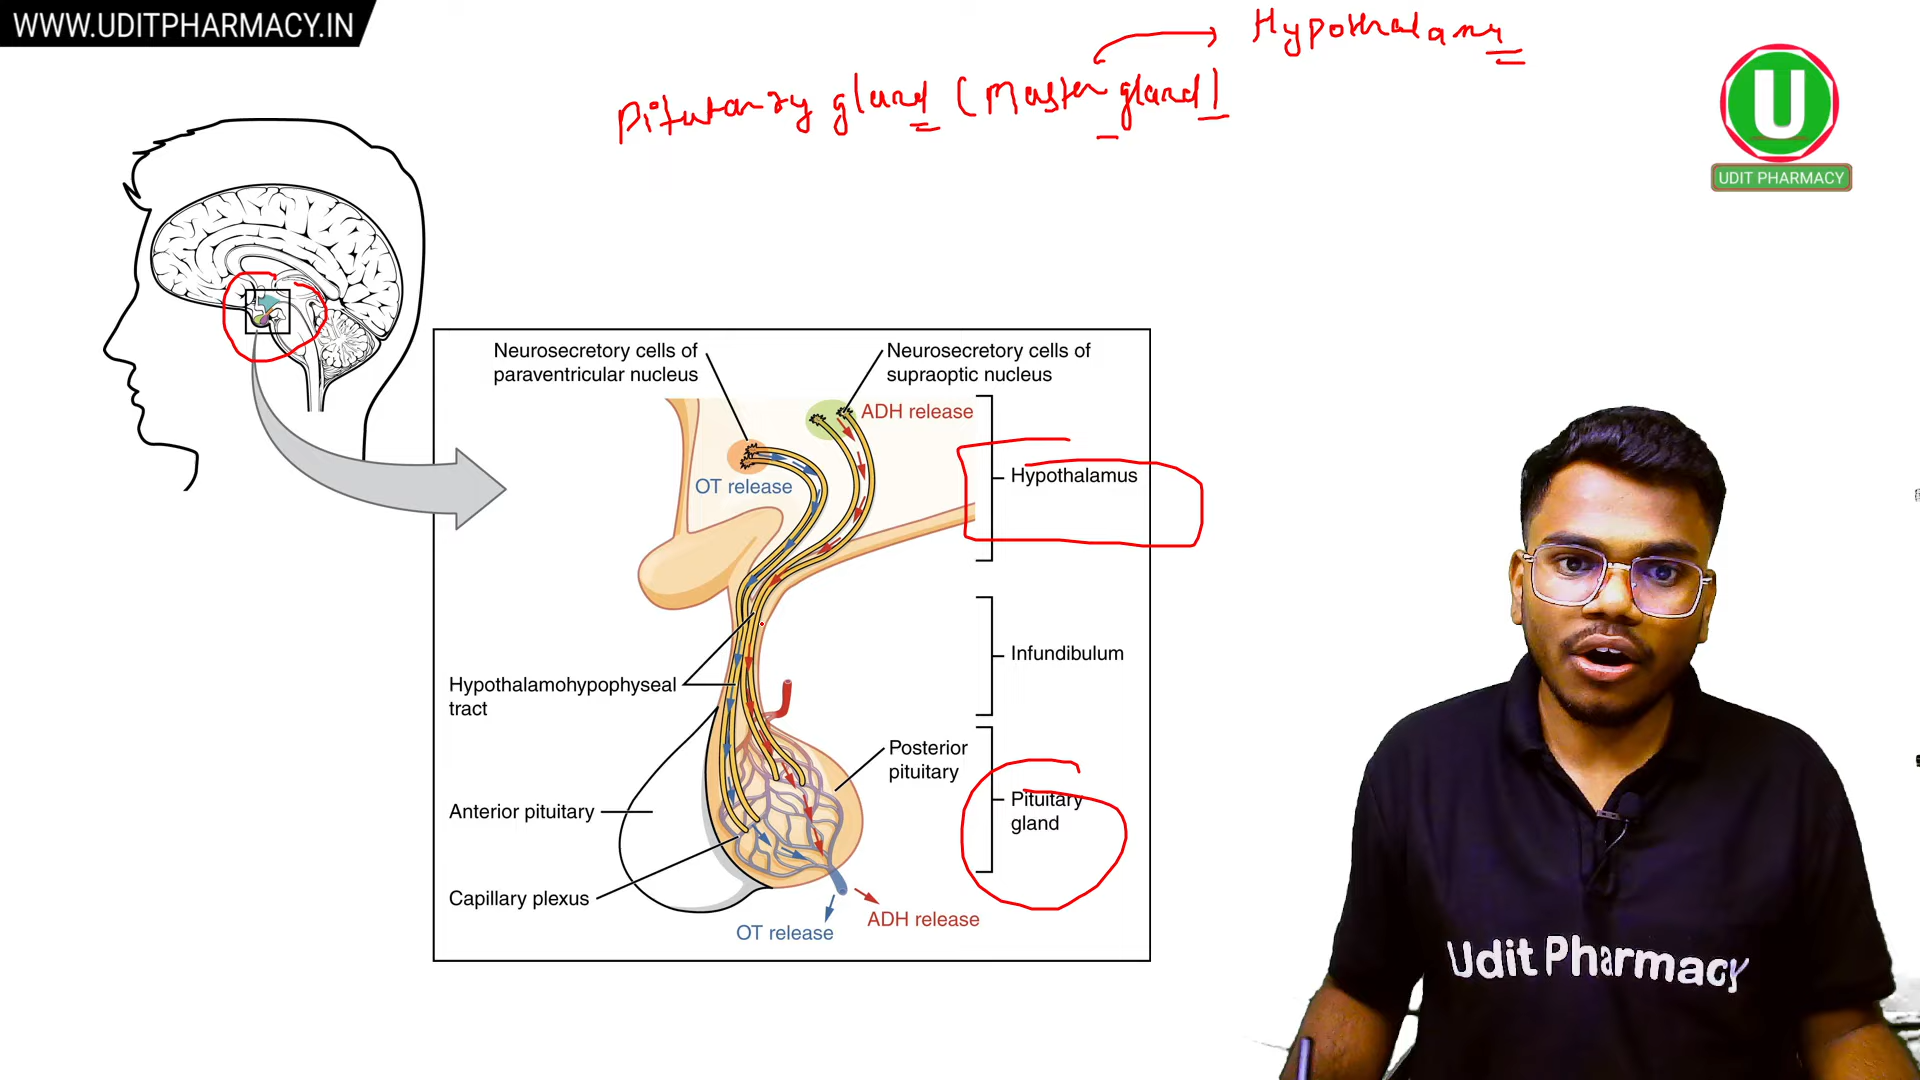 WWW.UDITPHARMACY.IN
Hypothalamus
Pitutary gland (Master gland)
U
UDIT PHARMACY
Neurosecretory cells of
paraventricular nucleus
Neurosecretory cells of
supraoptic nucleus
ADH release
OT release
Hypothalamus
Infundibulum
Hypothalamohypophyseal
tract
Posterior
pituitary
Anterior pituitary
Pituitary
gland
Capillary plexus
ADH release
OT release
Udit Pharmacy